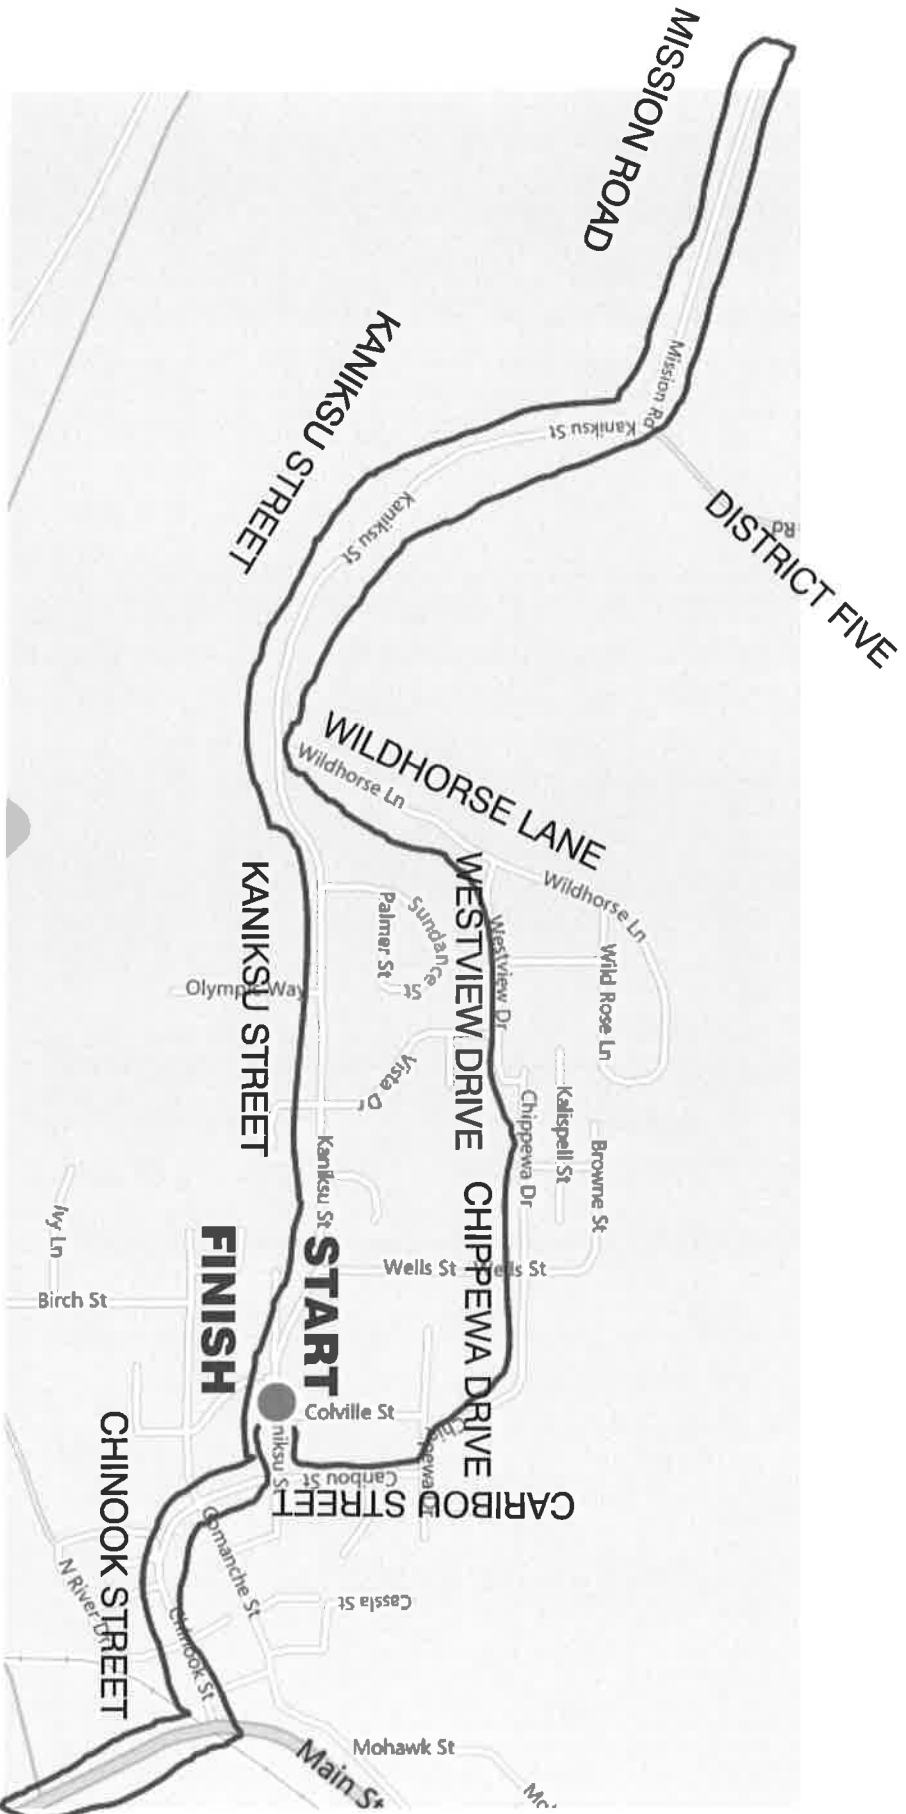 MISSION ROAD
Mission Rd
Kaniksu St
KANIKSU STREET
Kaniksu St
Rd
DISTRICT FIVE
WILDHORSE LANE
Wildhorse Ln
Wildhorse Ln
WESTVIEW DRIVE
Westview Dr
Sundance St
Palmer St
Wild Rose Ln
KANIKSU STREET
Olympic Way
Vista Dr
Chippewa Dr
Kalispell St
Browne St
Kaniksu St
CHIPPEWA DRIVE
Ivy Ln
Birch St
Wells St
Wells St
START
FINISH
Colville St
Chippewa Dr
niksu St
Caribou St
CARIBOU STREET
CHINOOK STREET
Comanche St
N River Dr
Chinook St
Cassia St
Main St
Mohawk St